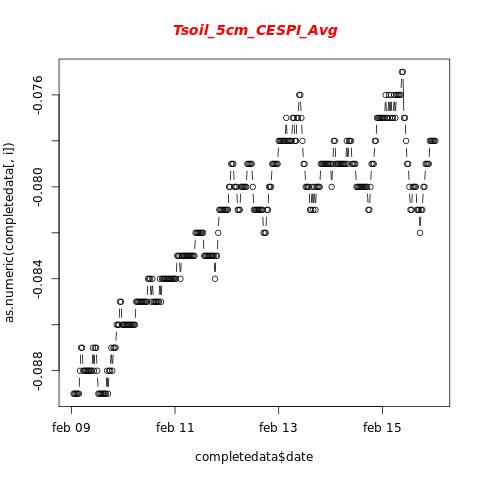 Tsoil_5cm_CESPI_Avg
as.numeric(completedata[, i])
-0.076
-0.080
-0.084
-0.088
feb 09
feb 11
feb 13
feb 15
completedata$date